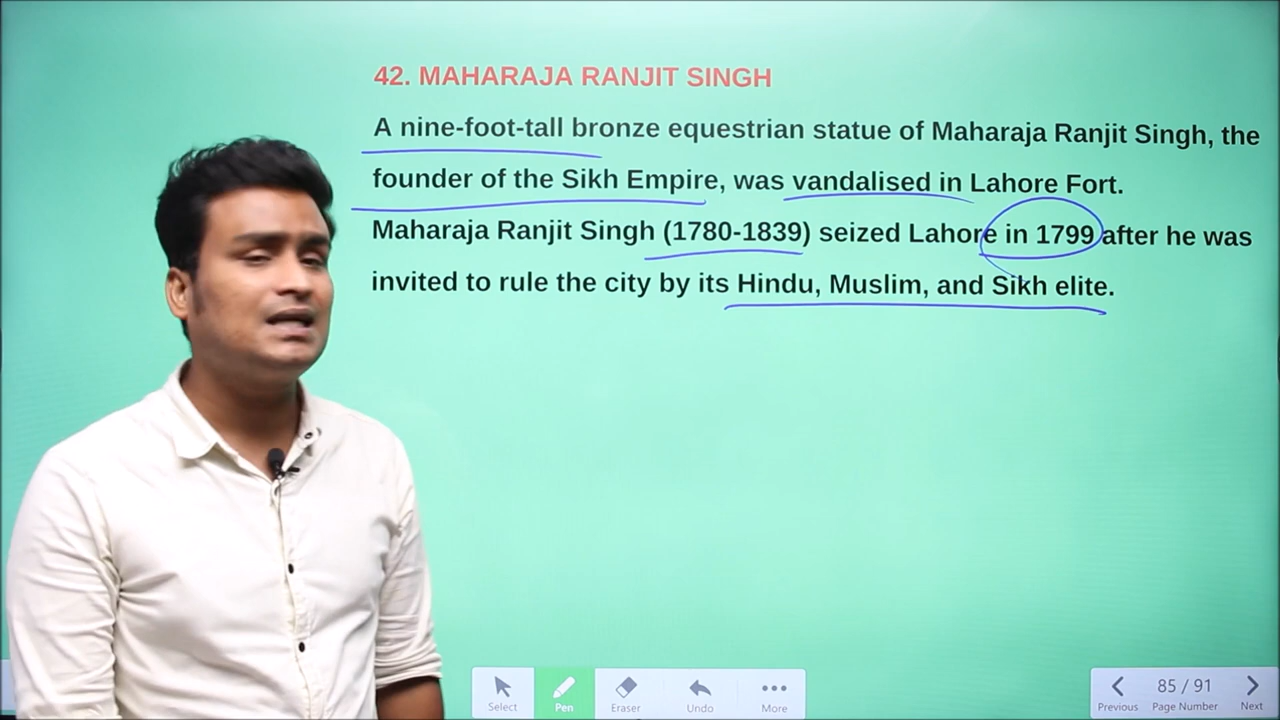 42. MAHARAJA RANJIT SINGH
A nine-foot-tall bronze equestrian statue of Maharaja Ranjit Singh, the
founder of the Sikh Empire, was vandalised in Lahore Fort.
Maharaja Ranjit Singh (1780-1839) seized Lahore in 1799 after he was
invited to rule the city by its Hindu, Muslim, and Sikh elite.
Select Pen Eraser Undo More Previous 85 / 91 Page Number Next